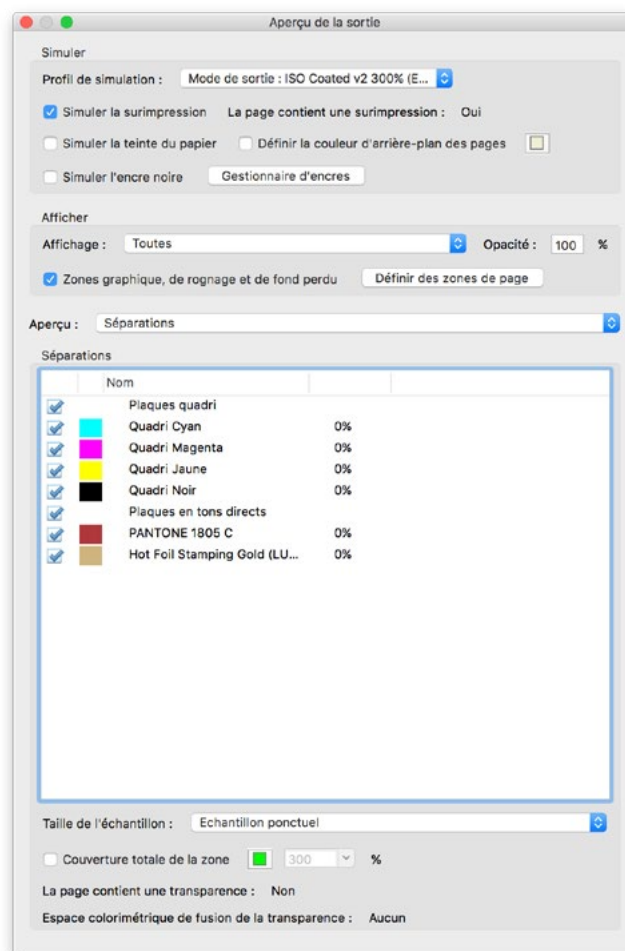 Aperçu de la sortie
Simuler
Profil de simulation : Mode de sortie : ISO Coated v2 300% (E...
Simuler la surimpression La page contient une surimpression : Oui
Simuler la teinte du papier Définir la couleur d'arrière-plan des pages
Simuler l'encre noire Gestionnaire d'encres
Afficher
Affichage : Toutes Opacité : 100 %
Zones graphique, de rognage et de fond perdu Définir des zones de page
Aperçu : Séparations
Séparations
Nom
Plaques quadri
Quadri Cyan 0%
Quadri Magenta 0%
Quadri Jaune 0%
Quadri Noir 0%
Plaques en tons directs
PANTONE 1805 C 0%
Hot Foil Stamping Gold (LU... 0%
Taille de l'échantillon : Echantillon ponctuel
Couverture totale de la zone 300 %
La page contient une transparence : Non
Espace colorimétrique de fusion de la transparence : Aucun